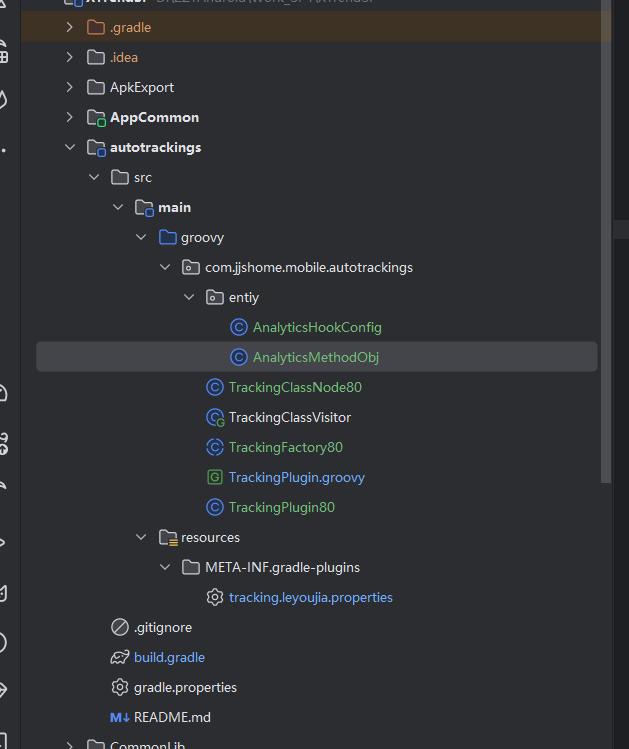 .gradle
.idea
ApkExport
AppCommon
autotrackings
src
main
groovy
com.jjshome.mobile.autotrackings
entiy
AnalyticsHookConfig
AnalyticsMethodObj
TrackingClassNode80
TrackingClassVisitor
TrackingFactory80
TrackingPlugin.groovy
TrackingPlugin80
resources
META-INF.gradle-plugins
tracking.leyoujia.properties
.gitignore
build.gradle
gradle.properties
README.md
CommonLib